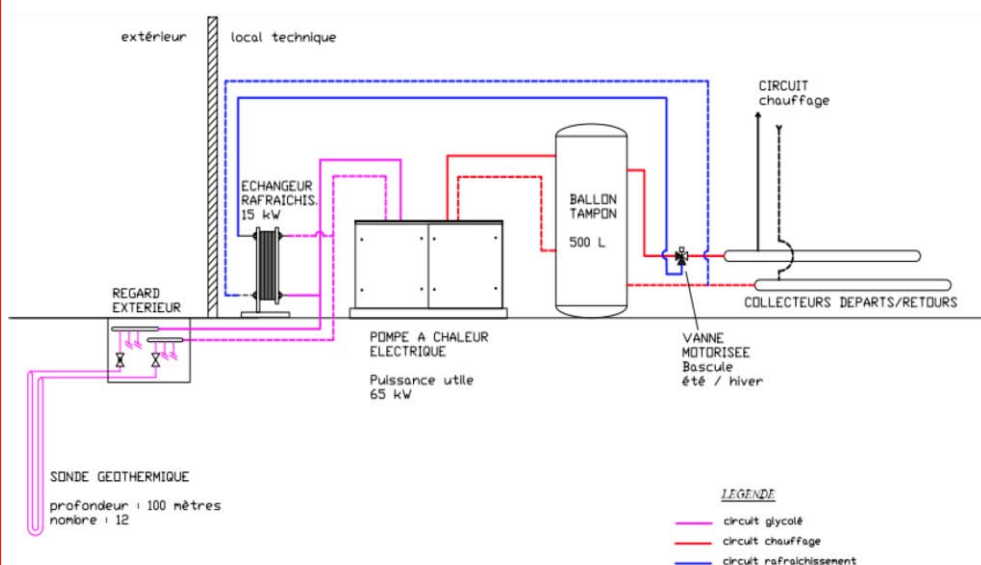 extérieur
local technique
CIRCUIT
chauffage
ECHANGEUR
RAFRAICHIS.
15 kW
BALLON
TAMPON
500 L
REGARD
EXTERIEUR
COLLECTEURS DEPARTS/RETOURS
POMPE A CHALEUR
ELECTRIQUE
Puissance utile
65 kW
VANNE
MOTORISEE
Bascule
été / hiver
SONDE GEOTHERMIQUE
profondeur : 100 mètres
nombre : 12
LEGENDE
circuit glycolé
circuit chauffage
circuit rafraichissement